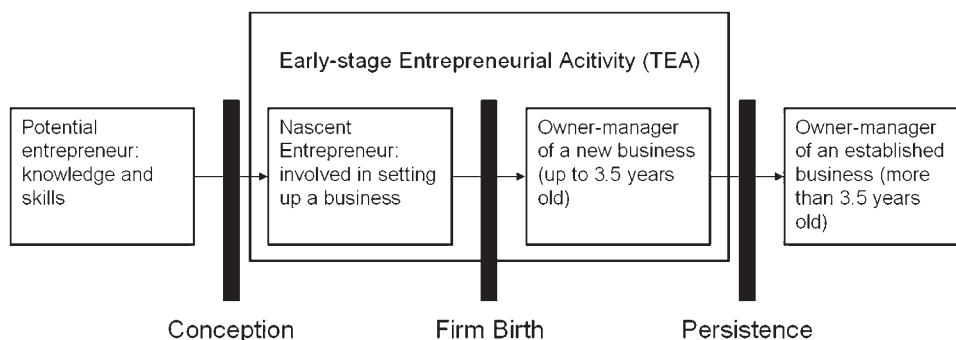 Early-stage Entrepreneurial Acitivity (TEA)
Potential
entrepreneur:
knowledge and
skills
Nascent
Entrepreneur:
involved in setting
up a business
Owner-manager
of a new business
(up to 3.5 years
old)
Owner-manager
of an established
business (more
than 3.5 years
old)
Conception
Firm Birth
Persistence